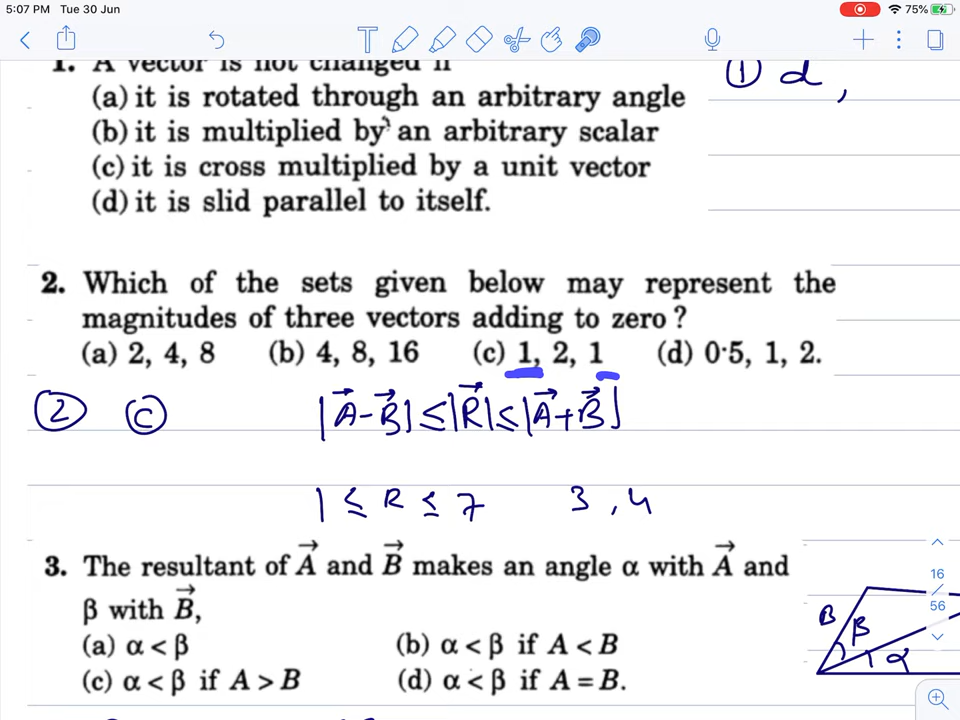 5:07 PM Tue 30 Jun 75%
T
1. A vector is not changed if
① d,
(a) it is rotated through an arbitrary angle
(b) it is multiplied by an arbitrary scalar
(c) it is cross multiplied by a unit vector
(d) it is slid parallel to itself.
2. Which of the sets given below may represent the
magnitudes of three vectors adding to zero ?
(a) 2, 4, 8 (b) 4, 8, 16 (c) 1, 2, 1 (d) 0·5, 1, 2.
② Ⓒ |A⃗ - B⃗| ≤ |R⃗| ≤ |A⃗ + B⃗|
1 ≤ R ≤ 7 3, 4
3. The resultant of A⃗ and B⃗ makes an angle α with A⃗ and
β with B⃗,
(a) α < β (b) α < β if A < B
(c) α < β if A > B (d) α < β if A = B.
B β α
16
56